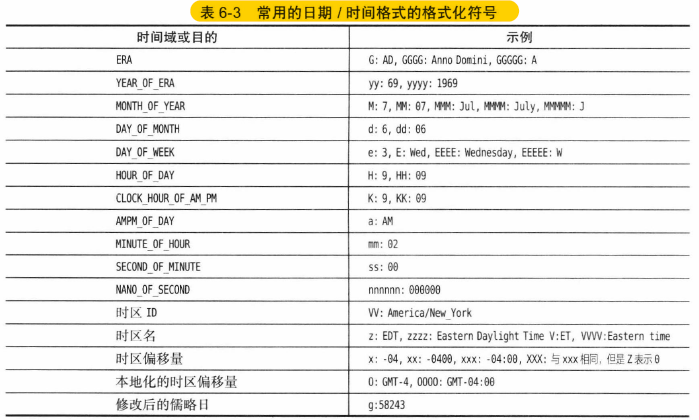 表 6-3 常用的日期 / 时间格式的格式化符号
时间域或目的 示例
ERA G: AD, GGGG: Anno Domini, GGGGG: A
YEAR_OF_ERA yy: 69, yyyy: 1969
MONTH_OF_YEAR M: 7, MM: 07, MMM: Jul, MMMM: July, MMMMM: J
DAY_OF_MONTH d: 6, dd: 06
DAY_OF_WEEK e: 3, E: Wed, EEEE: Wednesday, EEEEE: W
HOUR_OF_DAY H: 9, HH: 09
CLOCK_HOUR_OF_AM_PM K: 9, KK: 09
AMPM_OF_DAY a: AM
MINUTE_OF_HOUR mm: 02
SECOND_OF_MINUTE ss: 00
NANO_OF_SECOND nnnnnn: 000000
时区 ID VV: America/New_York
时区名 z: EDT, zzzz: Eastern Daylight Time V:ET, VVVV:Eastern time
时区偏移量 x: -04, xx: -0400, xxx: -04:00, XXX: 与 xxx 相同, 但是 Z 表示 0
本地化的时区偏移量 O: GMT-4, OOOO: GMT-04:00
修改后的儒略日 g:58243